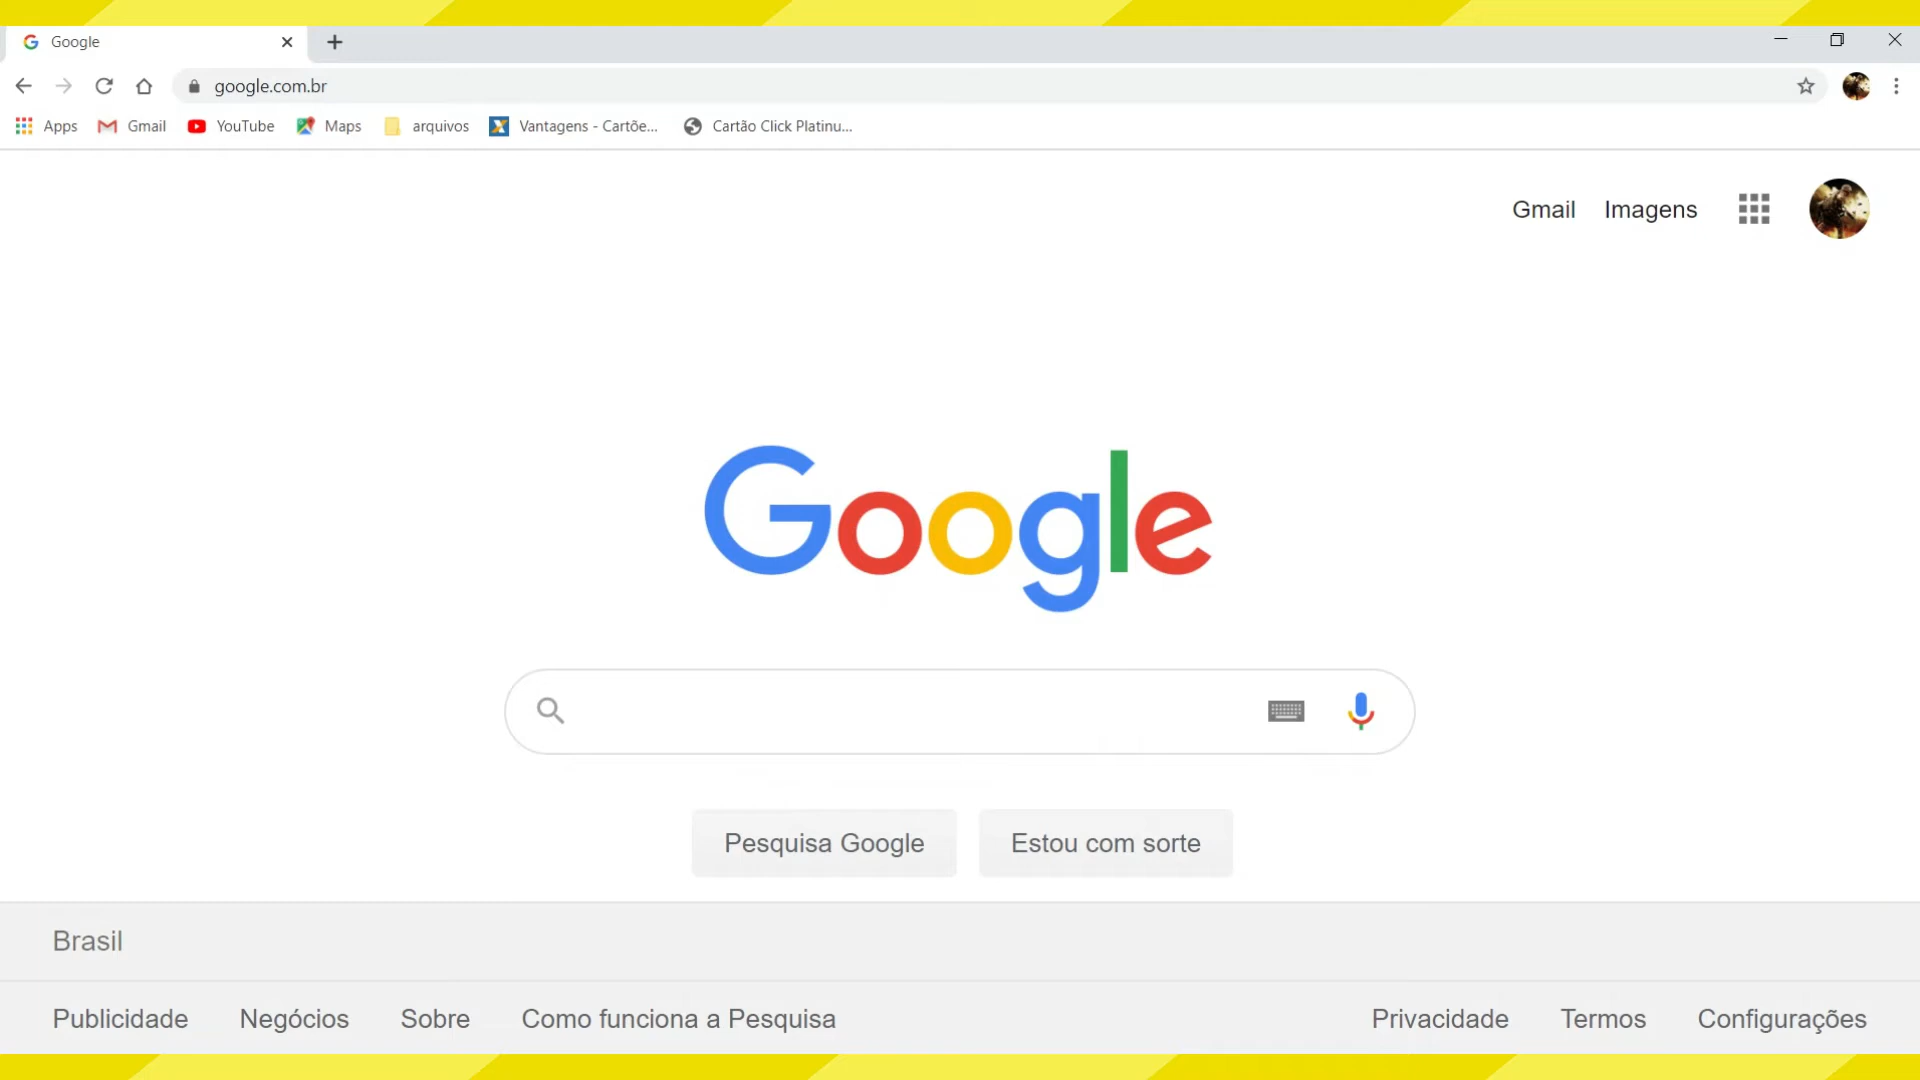 Google
google.com.br
Apps Gmail YouTube Maps arquivos Vantagens - Cartõe... Cartão Click Platinu...
Gmail Imagens
Google
Pesquisa Google Estou com sorte
Brasil
Publicidade Negócios Sobre Como funciona a Pesquisa Privacidade Termos Configurações